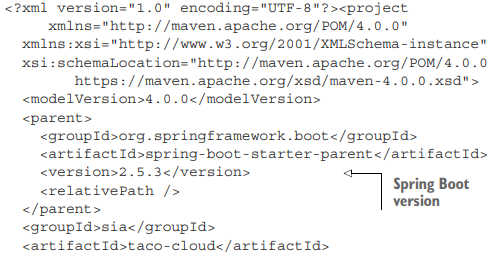 <?xml version="1.0" encoding="UTF-8"?><project
xmlns="http://maven.apache.org/POM/4.0.0"
xmlns:xsi="http://www.w3.org/2001/XMLSchema-instance"
xsi:schemaLocation="http://maven.apache.org/POM/4.0.0
https://maven.apache.org/xsd/maven-4.0.0.xsd">
<modelVersion>4.0.0</modelVersion>
<parent>
<groupId>org.springframework.boot</groupId>
<artifactId>spring-boot-starter-parent</artifactId>
<version>2.5.3</version>
<relativePath />
</parent>
<groupId>sia</groupId>
<artifactId>taco-cloud</artifactId>
Spring Boot
version